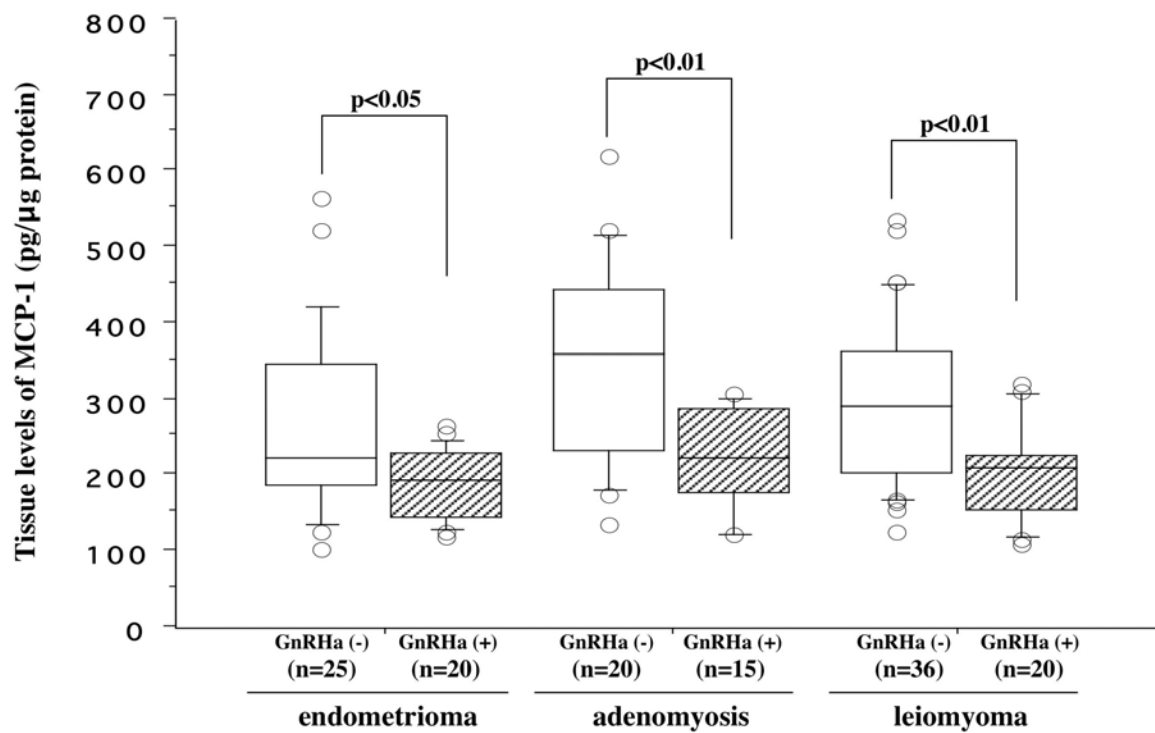 Tissue levels of MCP-1 (pg/μg protein)
800
700
600
500
400
300
200
100
0
p<0.05
p<0.01
p<0.01
GnRHa (-)
(n=25)
GnRHa (+)
(n=20)
GnRHa (-)
(n=20)
GnRHa (+)
(n=15)
GnRHa (-)
(n=36)
GnRHa (+)
(n=20)
endometrioma
adenomyosis
leiomyoma